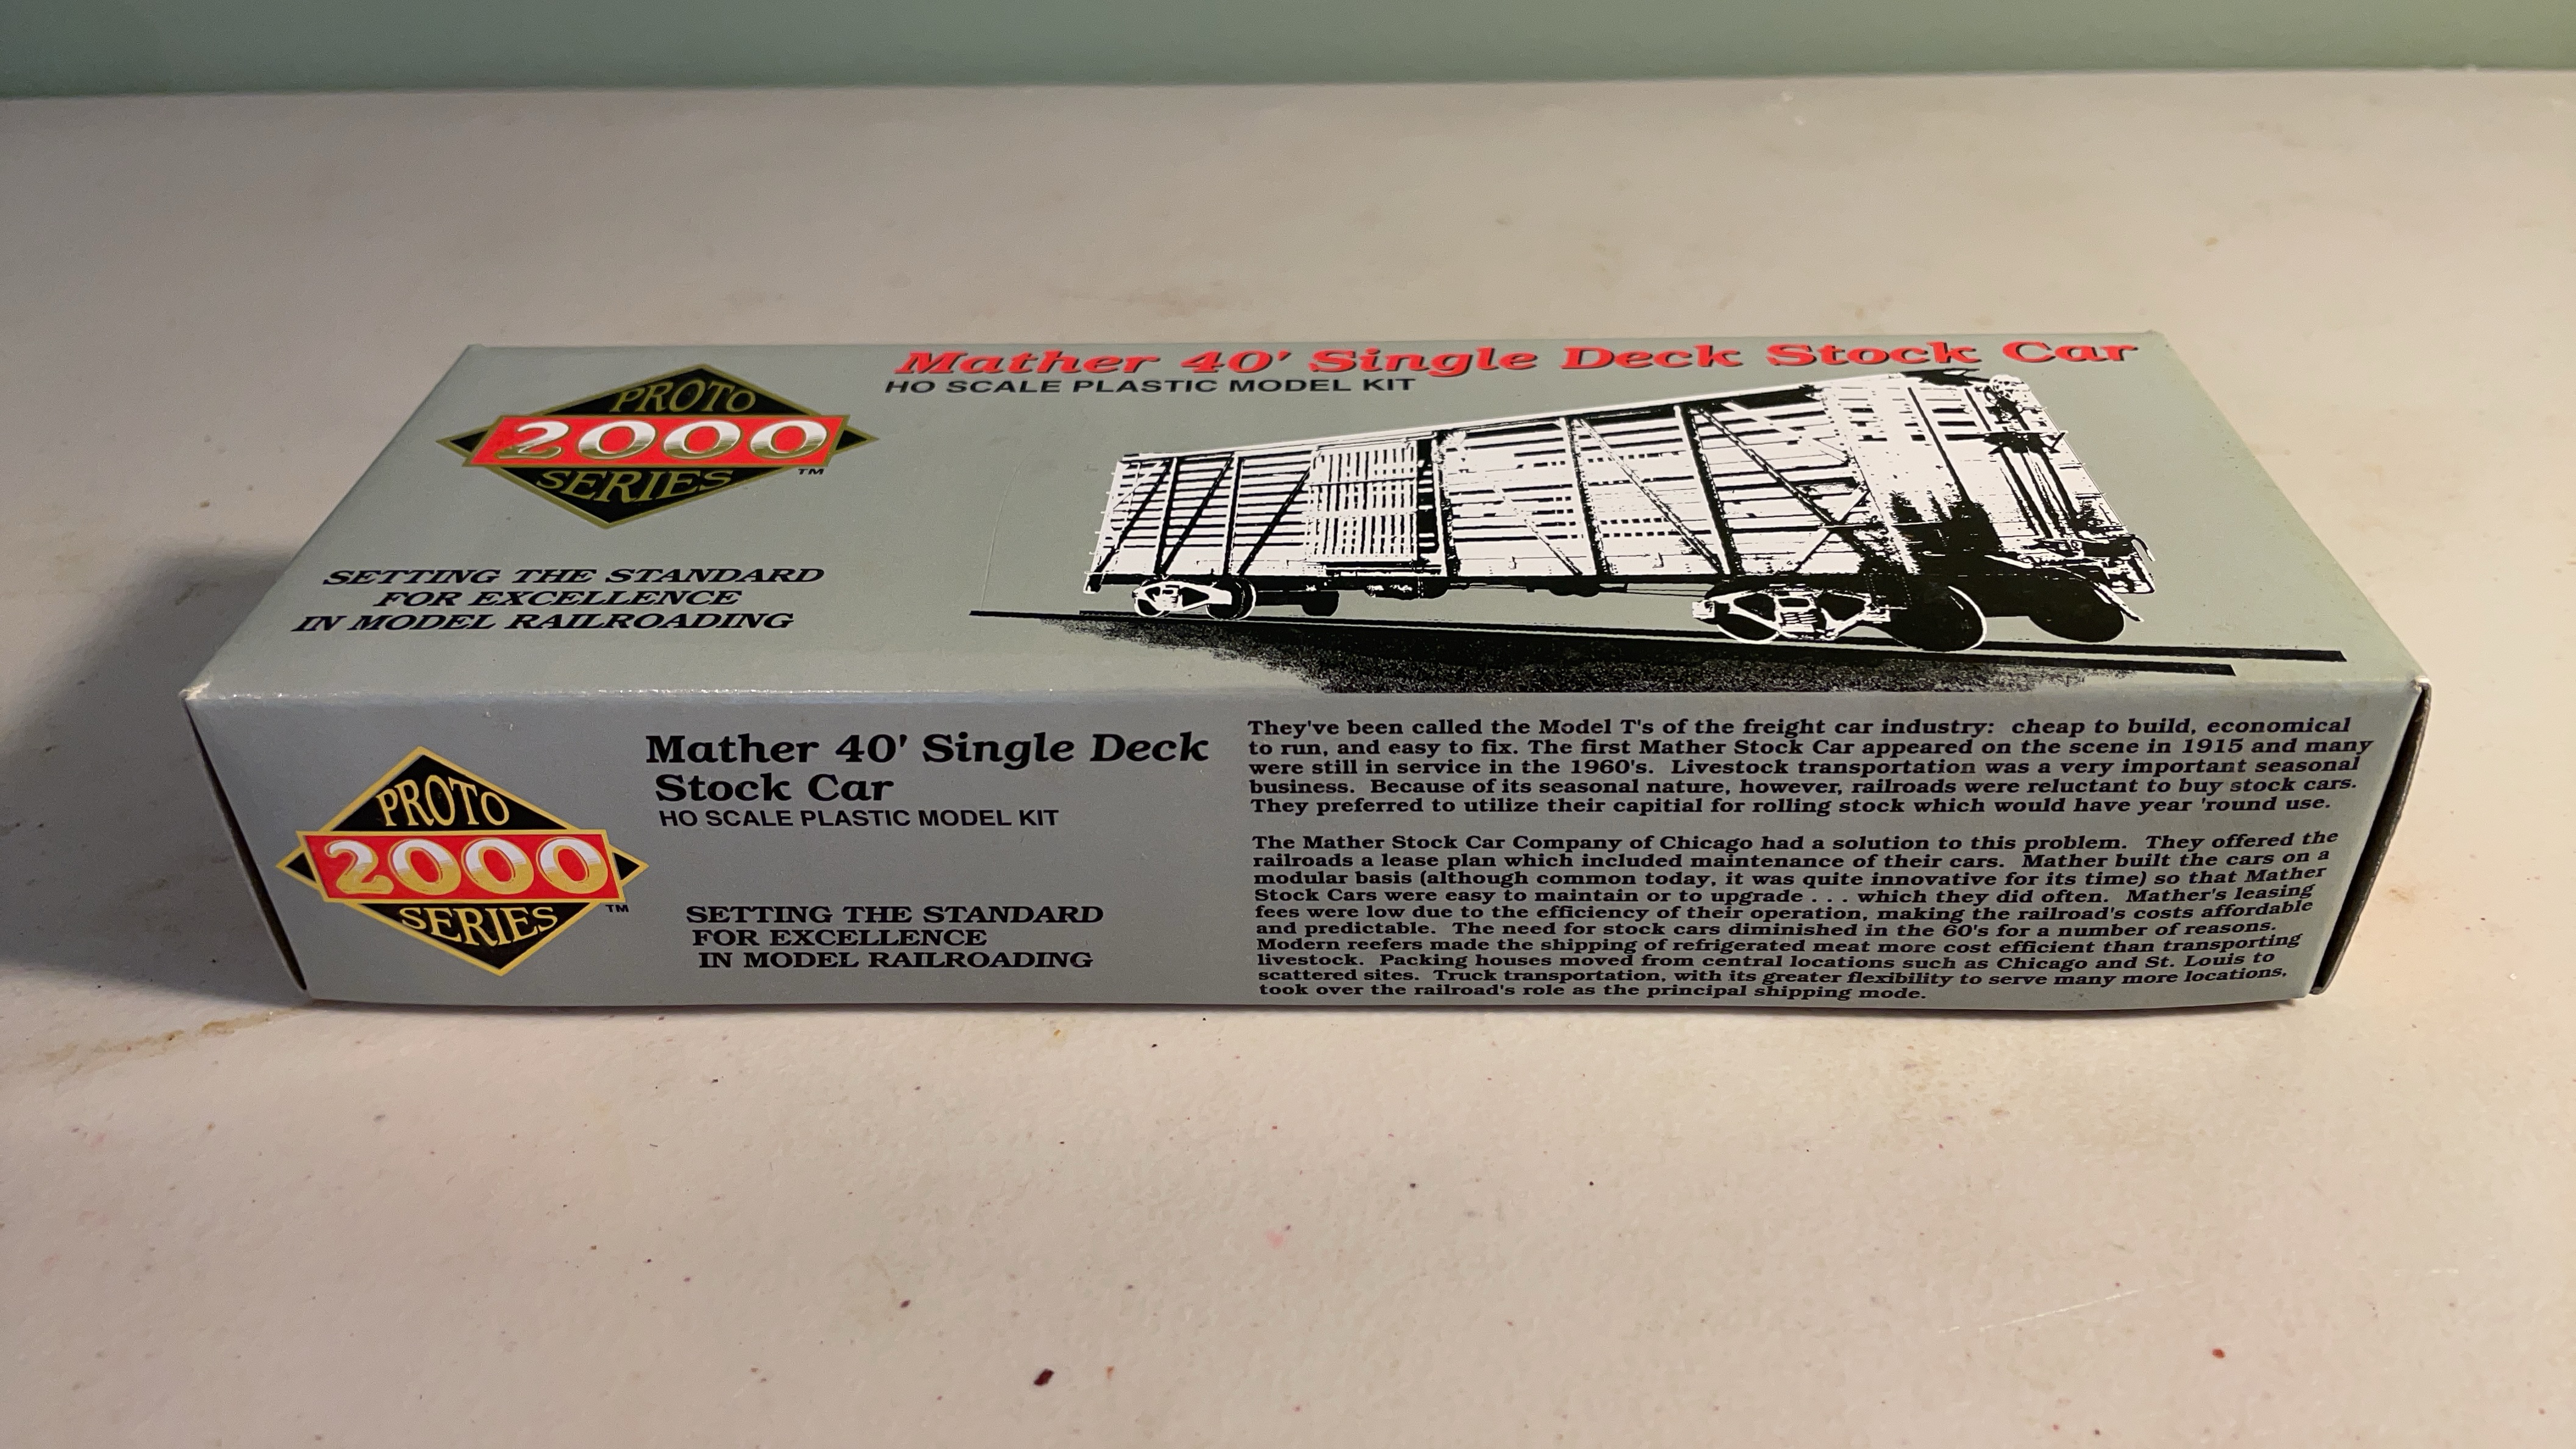 Mather 40' Single Deck Stock Car
HO SCALE PLASTIC MODEL KIT
PROTO
2000
SERIES
TM
SETTING THE STANDARD
FOR EXCELLENCE
IN MODEL RAILROADING
PROTO
2000
SERIES
TM
Mather 40' Single Deck
Stock Car
HO SCALE PLASTIC MODEL KIT
SETTING THE STANDARD
FOR EXCELLENCE
IN MODEL RAILROADING
They've been called the Model T's of the freight car industry: cheap to build, economical
to run, and easy to fix. The first Mather Stock Car appeared on the scene in 1915 and many
were still in service in the 1960's. Livestock transportation was a very important seasonal
business. Because of its seasonal nature, however, railroads were reluctant to buy stock cars.
They preferred to utilize their capitial for rolling stock which would have year 'round use.
The Mather Stock Car Company of Chicago had a solution to this problem. They offered the
railroads a lease plan which included maintenance of their cars. Mather built the cars on a
modular basis (although common today, it was quite innovative for its time) so that Mather
Stock Cars were easy to maintain or to upgrade . . . which they did often. Mather's leasing
fees were low due to the efficiency of their operation, making the railroad's costs affordable
and predictable. The need for stock cars diminished in the 60's for a number of reasons.
Modern reefers made the shipping of refrigerated meat more cost efficient than transporting
livestock. Packing houses moved from central locations such as Chicago and St. Louis to
scattered sites. Truck transportation, with its greater flexibility to serve many more locations,
took over the railroad's role as the principal shipping mode.